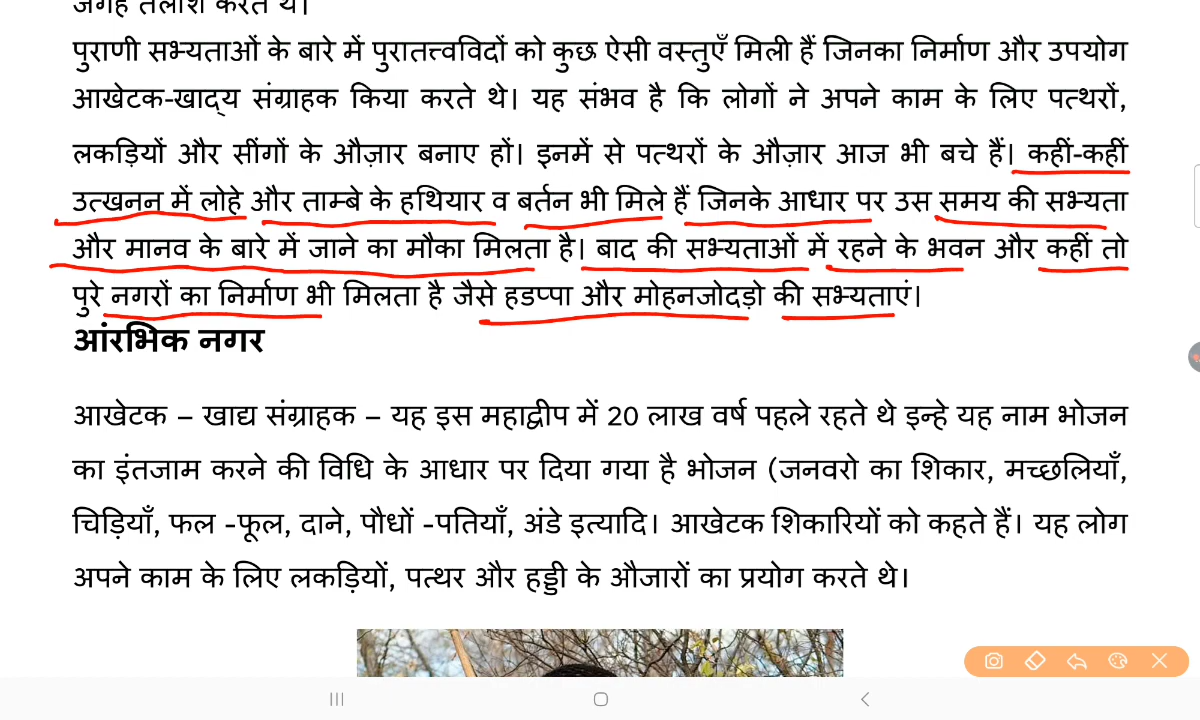 जगह तलाश करते थे।
पुराणी सभ्यताओं के बारे में पुरातत्त्वविदों को कुछ ऐसी वस्तुएँ मिली हैं जिनका निर्माण और उपयोग
आखेटक-खाद्य संग्राहक किया करते थे। यह संभव है कि लोगों ने अपने काम के लिए पत्थरों,
लकड़ियों और सींगों के औज़ार बनाए हों। इनमें से पत्थरों के औज़ार आज भी बचे हैं। कहीं-कहीं
उत्खनन में लोहे और ताम्बे के हथियार व बर्तन भी मिले हैं जिनके आधार पर उस समय की सभ्यता
और मानव के बारे में जाने का मौका मिलता है। बाद की सभ्यताओं में रहने के भवन और कहीं तो
पुरे नगरों का निर्माण भी मिलता है जैसे हडप्पा और मोहनजोदड़ो की सभ्यताएं।
आंरभिक नगर
आखेटक – खाद्य संग्राहक – यह इस महाद्वीप में 20 लाख वर्ष पहले रहते थे इन्हे यह नाम भोजन
का इंतजाम करने की विधि के आधार पर दिया गया है भोजन (जनवरो का शिकार, मच्छलियाँ,
चिड़ियाँ, फल -फूल, दाने, पौधों -पतियाँ, अंडे इत्यादि। आखेटक शिकारियों को कहते हैं। यह लोग
अपने काम के लिए लकड़ियों, पत्थर और हड्डी के औजारों का प्रयोग करते थे।